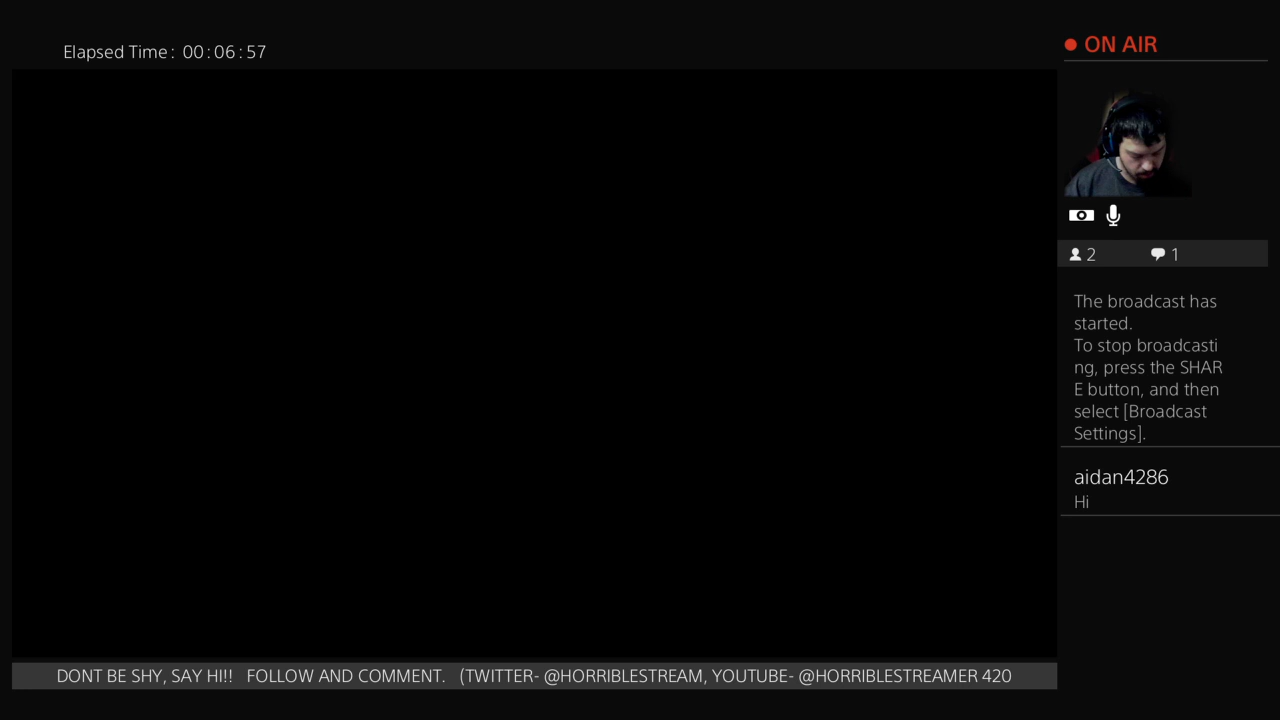 Elapsed Time: 00:06:57
ON AIR
2 1
The broadcast has
started.
To stop broadcasti
ng, press the SHAR
E button, and then
select [Broadcast
Settings].
aidan4286
Hi
DONT BE SHY, SAY HI!! FOLLOW AND COMMENT. (TWITTER- @HORRIBLESTREAM, YOUTUBE- @HORRIBLESTREAMER 420